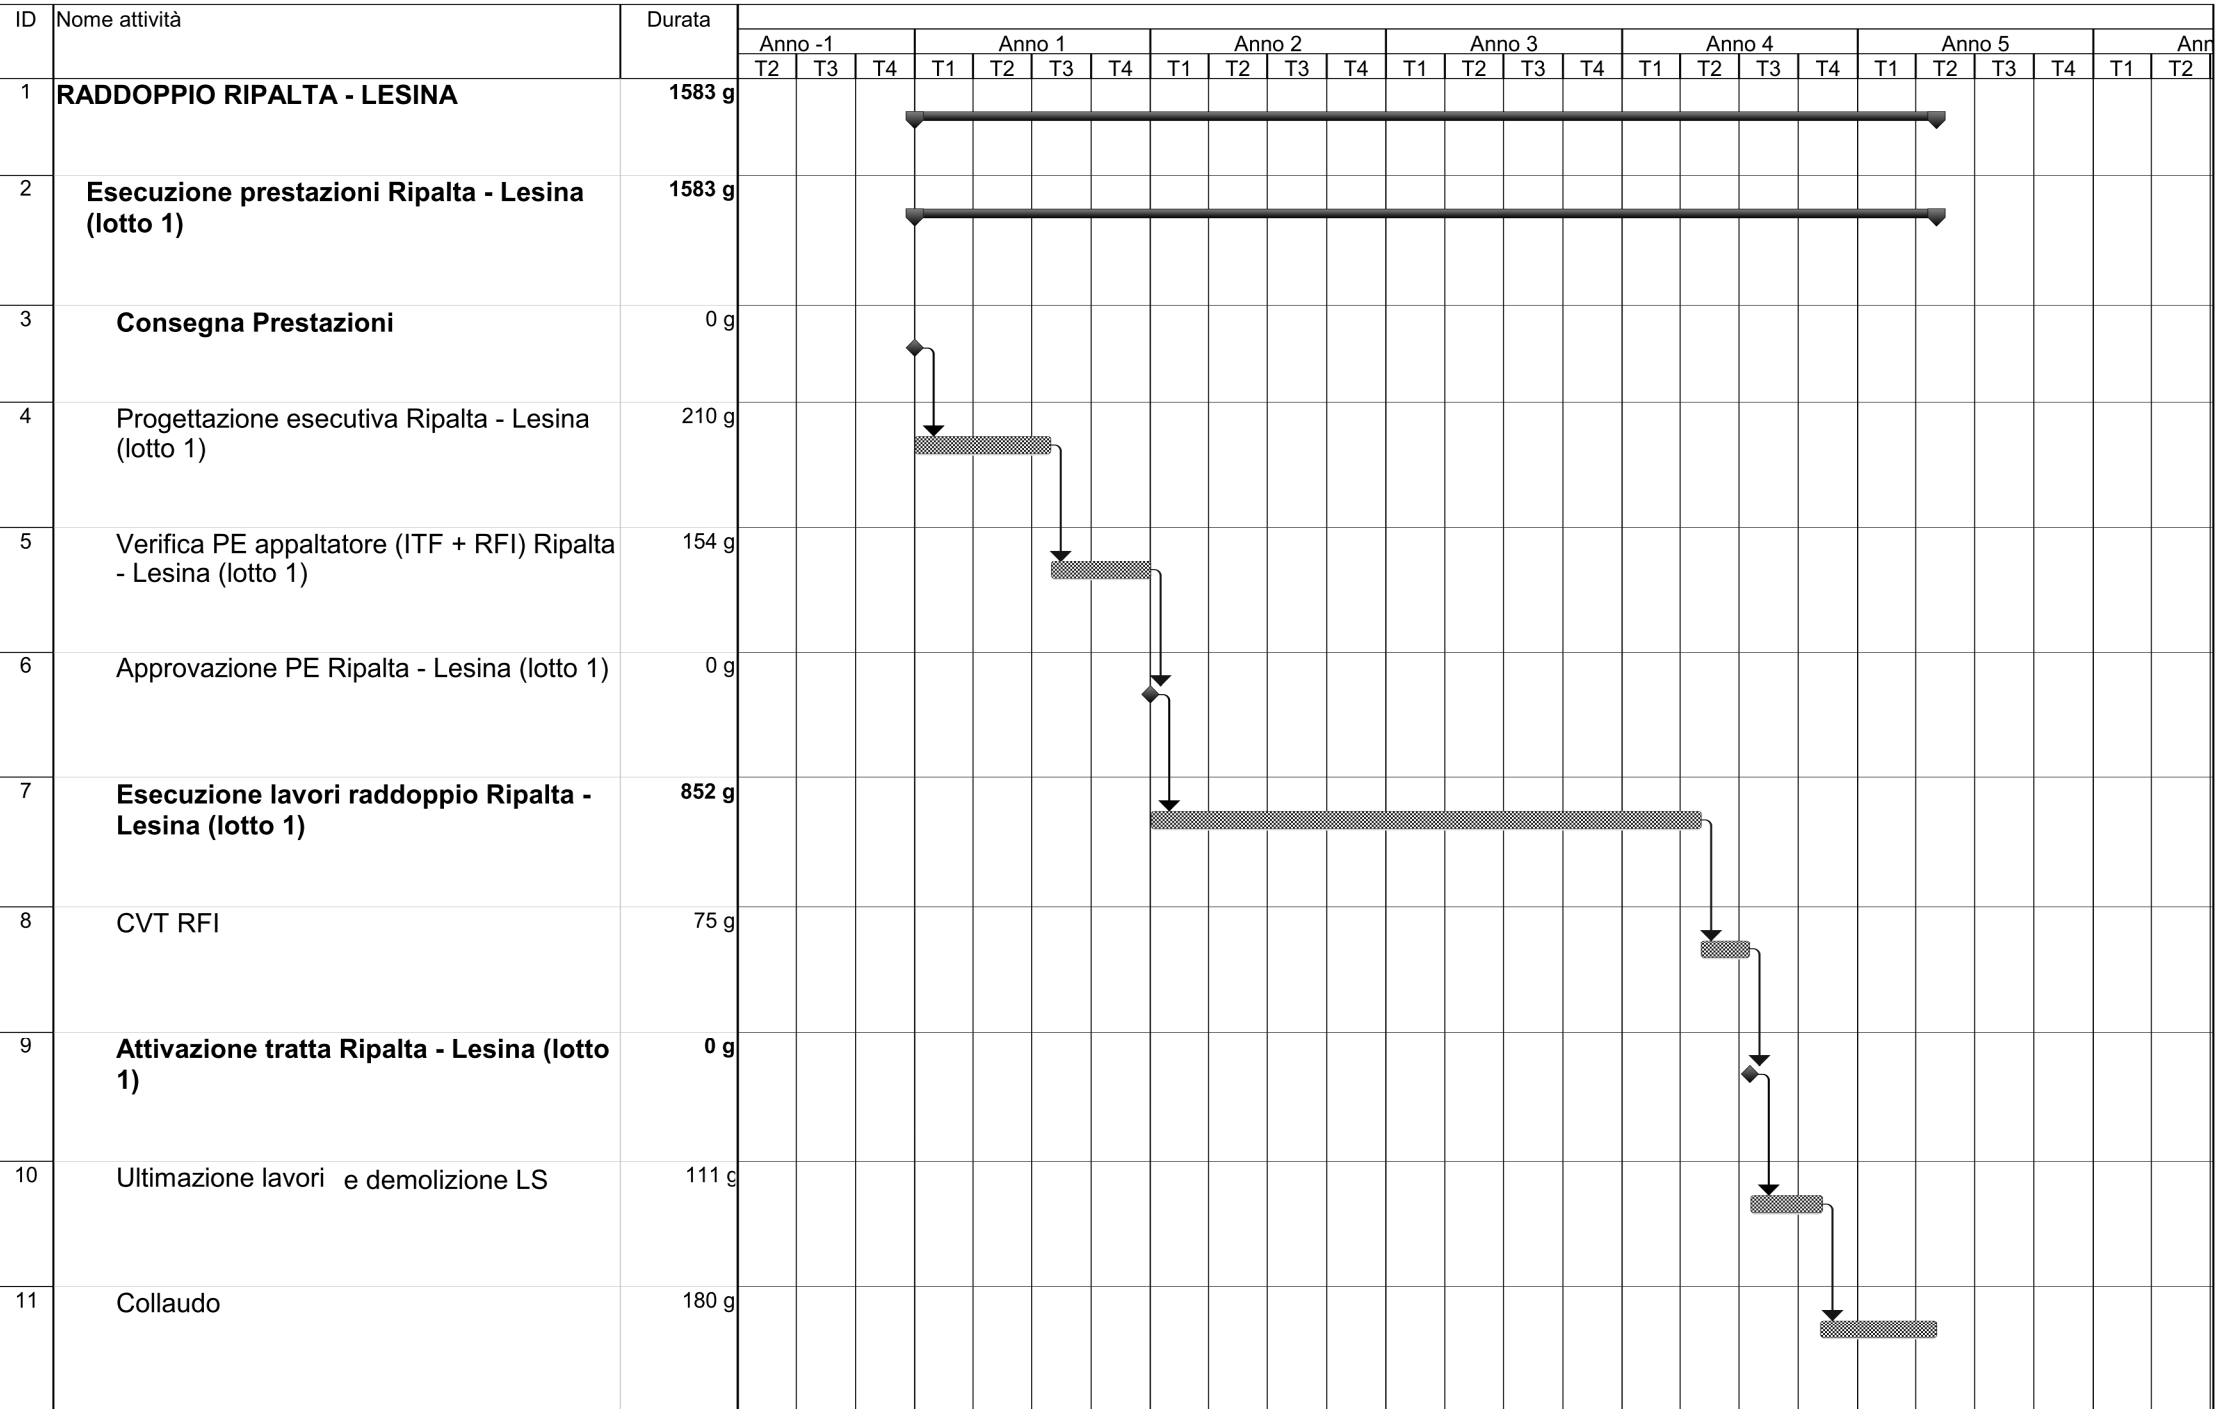 ID Nome attività Durata
Anno -1 Anno 1 Anno 2 Anno 3 Anno 4 Anno 5 Ann
T2 T3 T4 T1 T2 T3 T4 T1 T2 T3 T4 T1 T2 T3 T4 T1 T2 T3 T4 T1 T2 T3 T4 T1 T2
1 RADDOPPIO RIPALTA - LESINA 1583 g
2 Esecuzione prestazioni Ripalta - Lesina 1583 g
(lotto 1)
3 Consegna Prestazioni 0 g
4 Progettazione esecutiva Ripalta - Lesina 210 g
(lotto 1)
5 Verifica PE appaltatore (ITF + RFI) Ripalta 154 g
- Lesina (lotto 1)
6 Approvazione PE Ripalta - Lesina (lotto 1) 0 g
7 Esecuzione lavori raddoppio Ripalta - 852 g
Lesina (lotto 1)
8 CVT RFI 75 g
9 Attivazione tratta Ripalta - Lesina (lotto 0 g
1)
10 Ultimazione lavori e demolizione LS 111 g
11 Collaudo 180 g